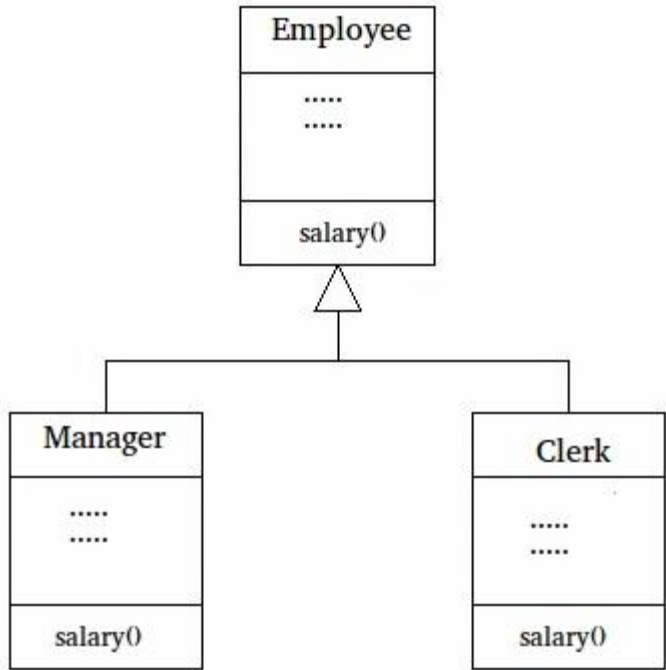 Employee
.....
.....
salary()
Manager
.....
.....
salary()
Clerk
.....
.....
salary()